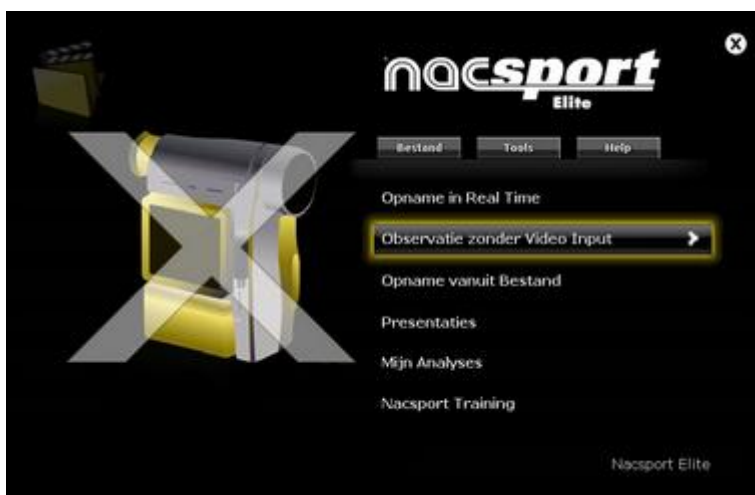 nacsport
Elite
Bestand Tools Help
Opname in Real Time
Observatie zonder Video Input
Opname vanuit Bestand
Presentaties
Mijn Analyses
Nacsport Training
Nacsport Elite